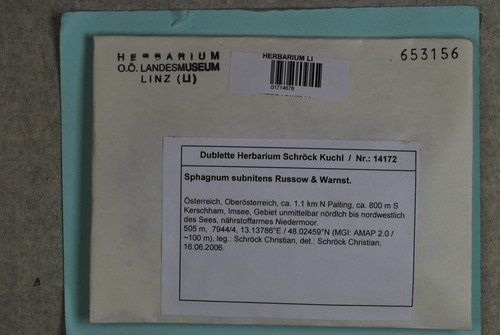 HERBARIUM
O.Ö. LANDESMUSEUM
LINZ (LI)
HERBARIUM LI
01714678
653156
Dublette Herbarium Schröck Kuchl / Nr.: 14172
Sphagnum subnitens Russow & Warnst.
Österreich, Oberösterreich, ca. 1.1 km N Palting, ca. 800 m S
Kerschham, Imsee, Gebiet unmittelbar nördlich bis nordwestlich
des Sees, nährstoffarmes Niedermoor.
505 m, 7944/4, 13.13786°E / 48.02459°N (MGI: AMAP 2.0 /
~100 m), leg.: Schröck Christian, det.: Schröck Christian,
16.06.2006.